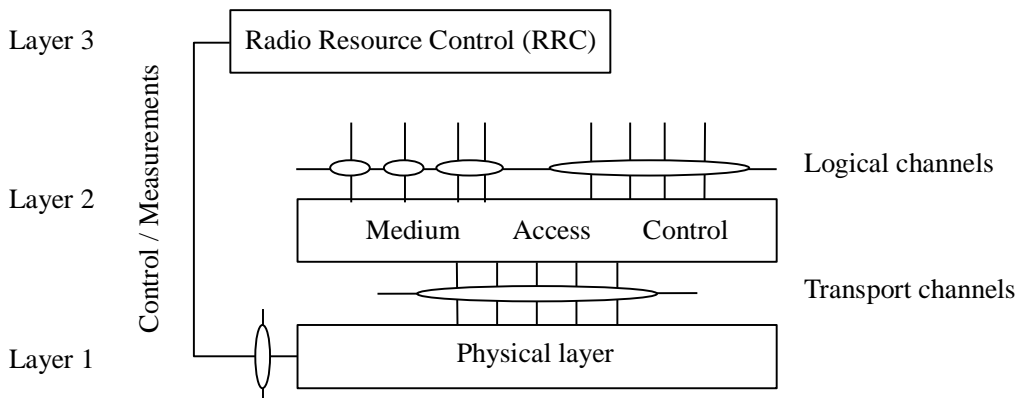 Layer 3
Radio Resource Control (RRC)
Control / Measurements
Logical channels
Layer 2
Medium Access Control
Transport channels
Layer 1
Physical layer